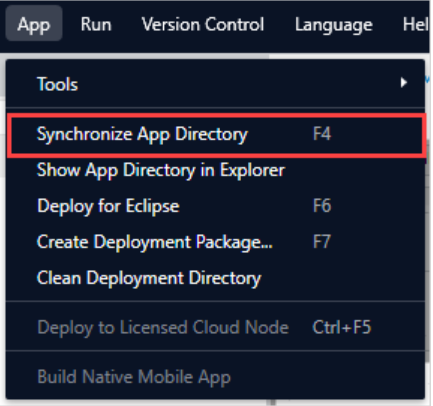 App Run Version Control Language Hel
Tools
Synchronize App Directory F4
Show App Directory in Explorer
Deploy for Eclipse F6
Create Deployment Package... F7
Clean Deployment Directory
Deploy to Licensed Cloud Node Ctrl+F5
Build Native Mobile App